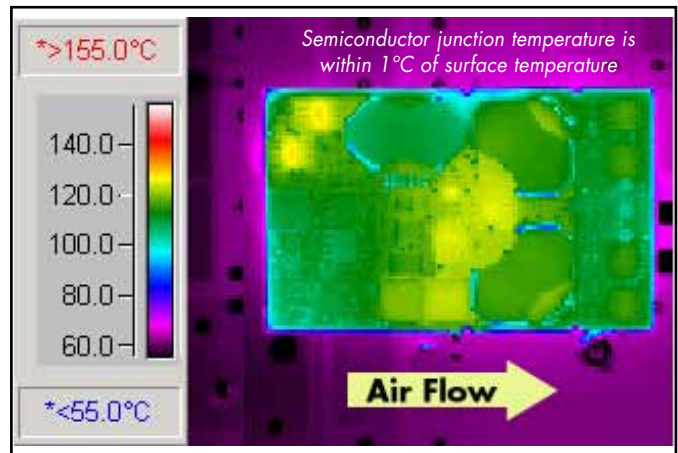 *>155.0°C
140.0
120.0
100.0
80.0
60.0
*<55.0°C
Semiconductor junction temperature is
within 1°C of surface temperature
Air Flow